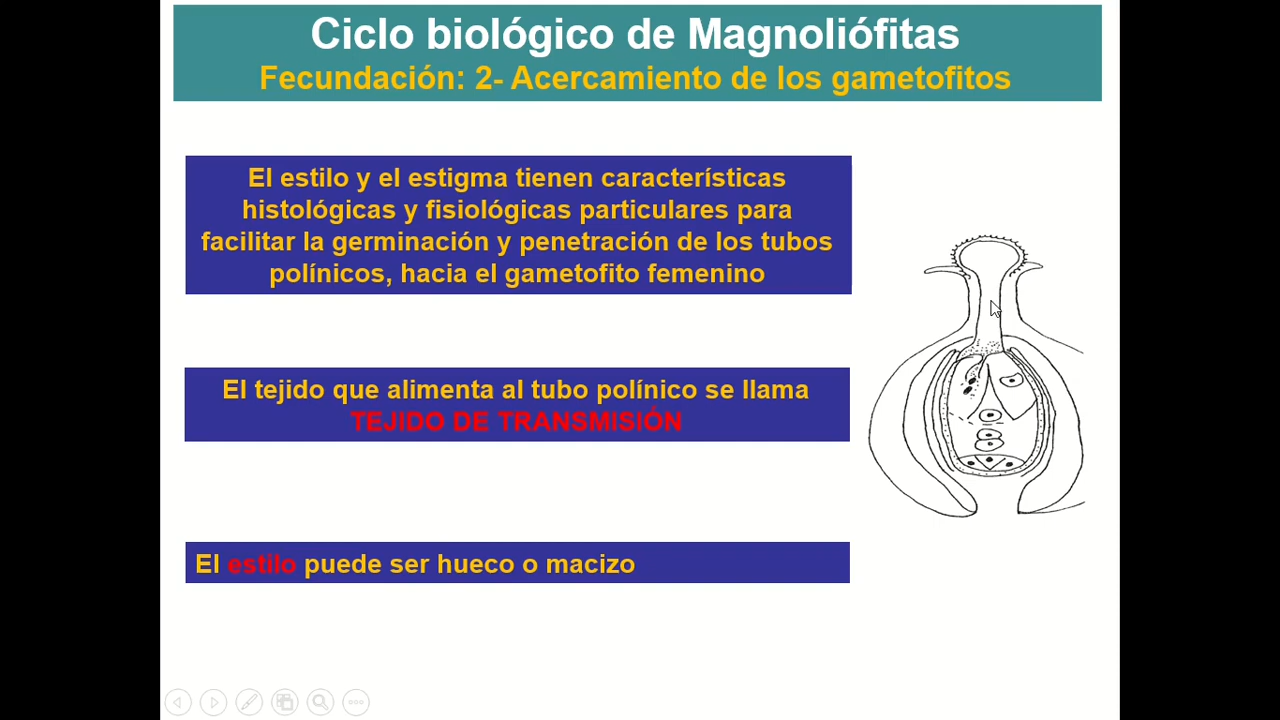 Ciclo biológico de Magnoliófitas
Fecundación: 2- Acercamiento de los gametofitos
El estilo y el estigma tienen características
histológicas y fisiológicas particulares para
facilitar la germinación y penetración de los tubos
polínicos, hacia el gametofito femenino
El tejido que alimenta al tubo polínico se llama
TEJIDO DE TRANSMISIÓN
El estilo puede ser hueco o macizo